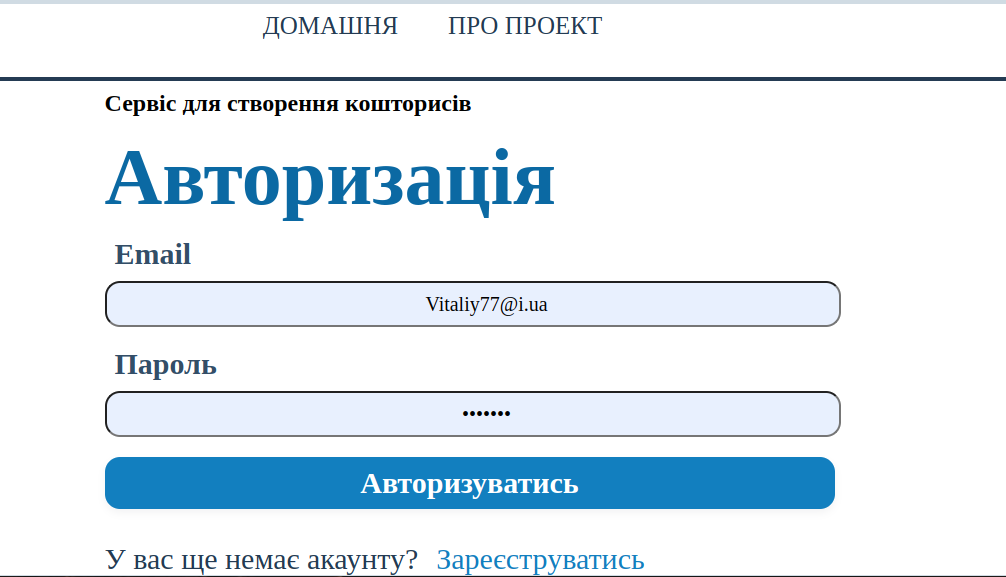 ДОМАШНЯ ПРО ПРОЕКТ
Сервіс для створення кошторисів
Авторизація
Email
Vitaliy77@i.ua
Пароль
•••••••
Авторизуватись
У вас ще немає акаунту? Зареєструватись